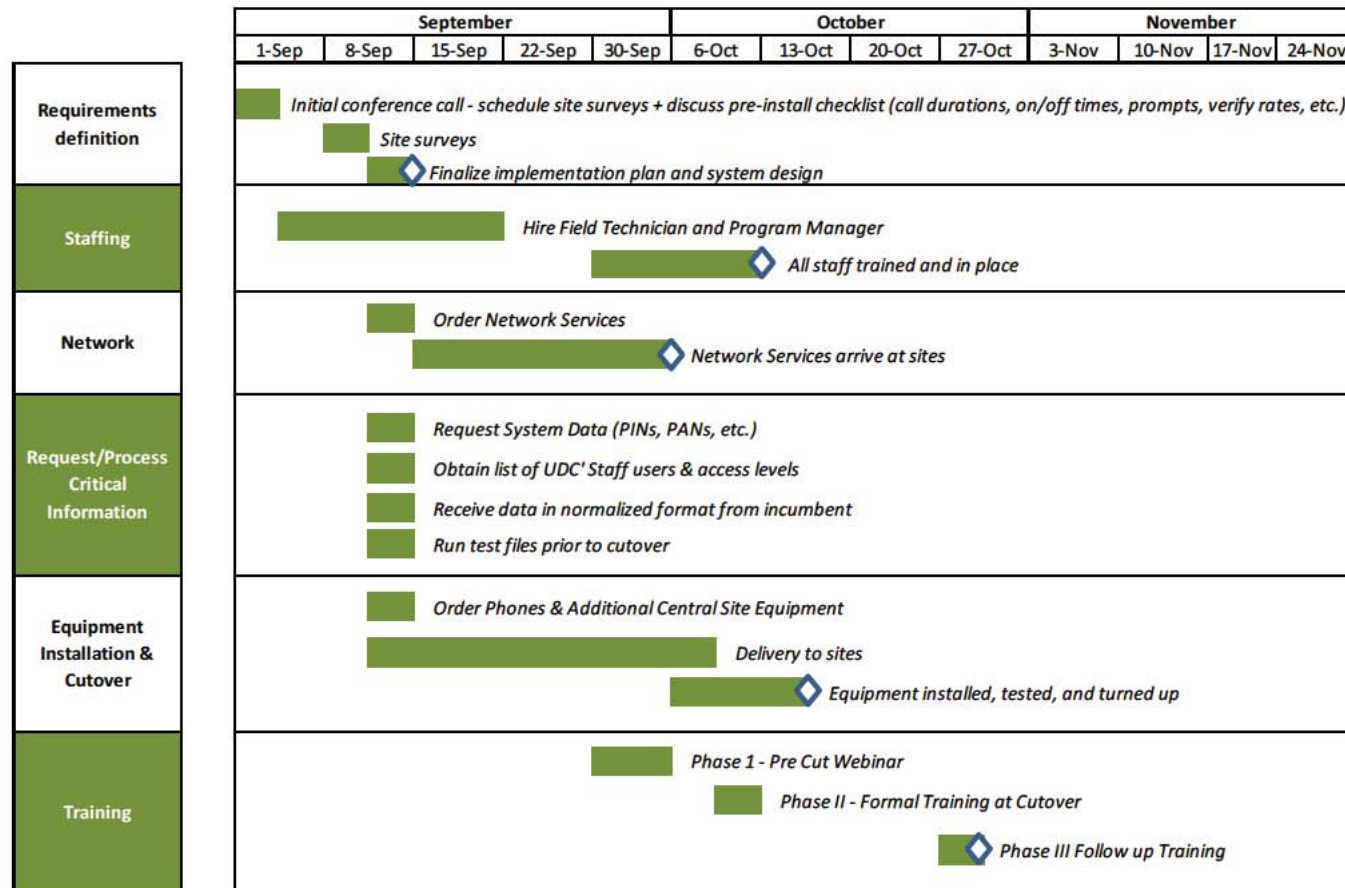 September October November
1-Sep 8-Sep 15-Sep 22-Sep 30-Sep 6-Oct 13-Oct 20-Oct 27-Oct 3-Nov 10-Nov 17-Nov 24-Nov
Requirements
definition
Initial conference call - schedule site surveys + discuss pre-install checklist (call durations, on/off times, prompts, verify rates, etc.)
Site surveys
Finalize implementation plan and system design
Staffing
Hire Field Technician and Program Manager
All staff trained and in place
Network
Order Network Services
Network Services arrive at sites
Request/Process
Critical
Information
Request System Data (PINs, PANs, etc.)
Obtain list of UDC' Staff users & access levels
Receive data in normalized format from incumbent
Run test files prior to cutover
Equipment
Installation &
Cutover
Order Phones & Additional Central Site Equipment
Delivery to sites
Equipment installed, tested, and turned up
Training
Phase 1 - Pre Cut Webinar
Phase II - Formal Training at Cutover
Phase III Follow up Training